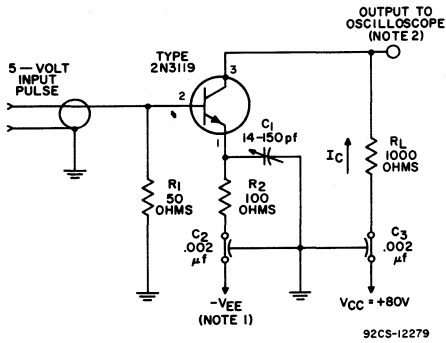 OUTPUT TO
OSCILLOSCOPE
(NOTE 2)
5-VOLT
INPUT
PULSE
TYPE
2N3119
3
2
1
C1
14-150 pf
IC
RL
1000
OHMS
R1
50
OHMS
R2
100
OHMS
C2
.002
μf
C3
.002
μf
-VEE
(NOTE 1)
VCC = +80V
92CS-12279